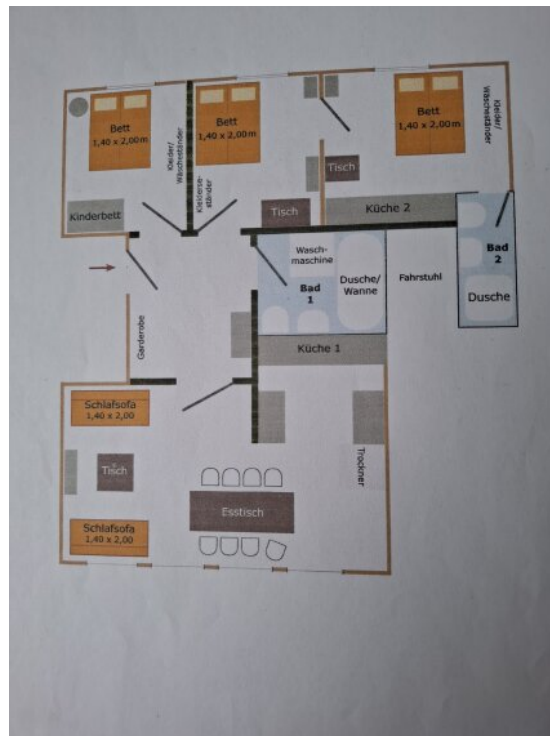 Bett
1,40 x 2,00m
Kleider/
Wäscheständer
Kleiderse-
ständer
Bett
1,40 x 2,00m
Bett
1,40 x 2,00m
Kleider/
Wäscheständer
Kinderbett
Tisch
Tisch
Küche 2
Wasch-
maschine
Bad
1
Dusche/
Wanne
Fahrstuhl
Bad
2
Dusche
Garderobe
Küche 1
Schlafsofa
1,40 x 2,00
Tisch
Trockner
Esstisch
Schlafsofa
1,40 x 2,00